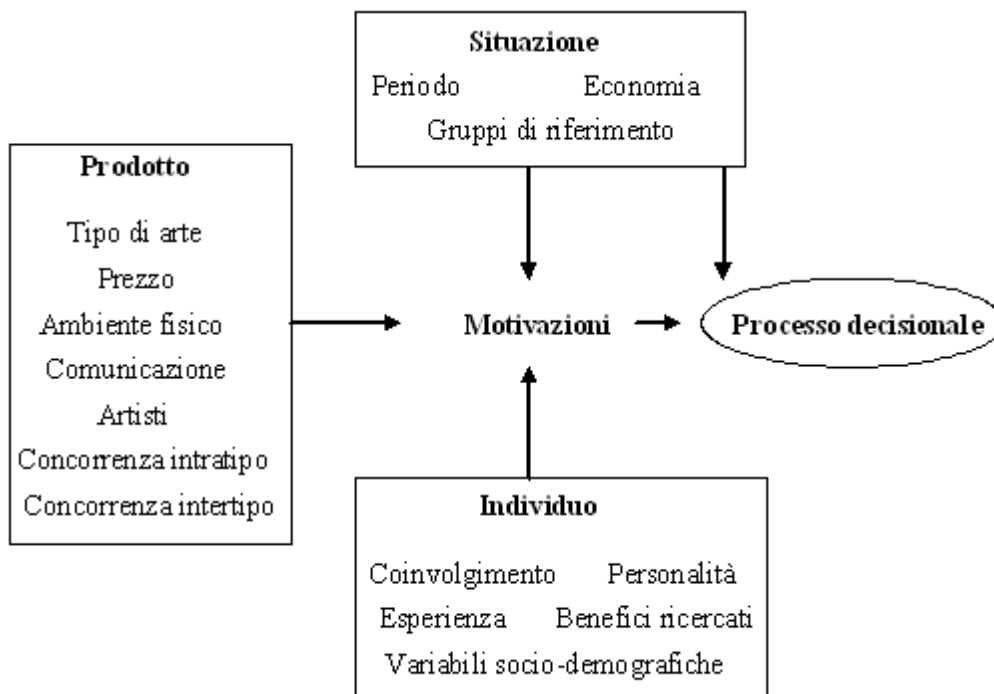 Situazione
Periodo Economia
Gruppi di riferimento
Prodotto
Tipo di arte
Prezzo
Ambiente fisico
Comunicazione
Artisti
Concorrenza intratipo
Concorrenza intertipo
Motivazioni
Processo decisionale
Individuo
Coinvolgimento Personalità
Esperienza Benefici ricercati
Variabili socio-demografiche